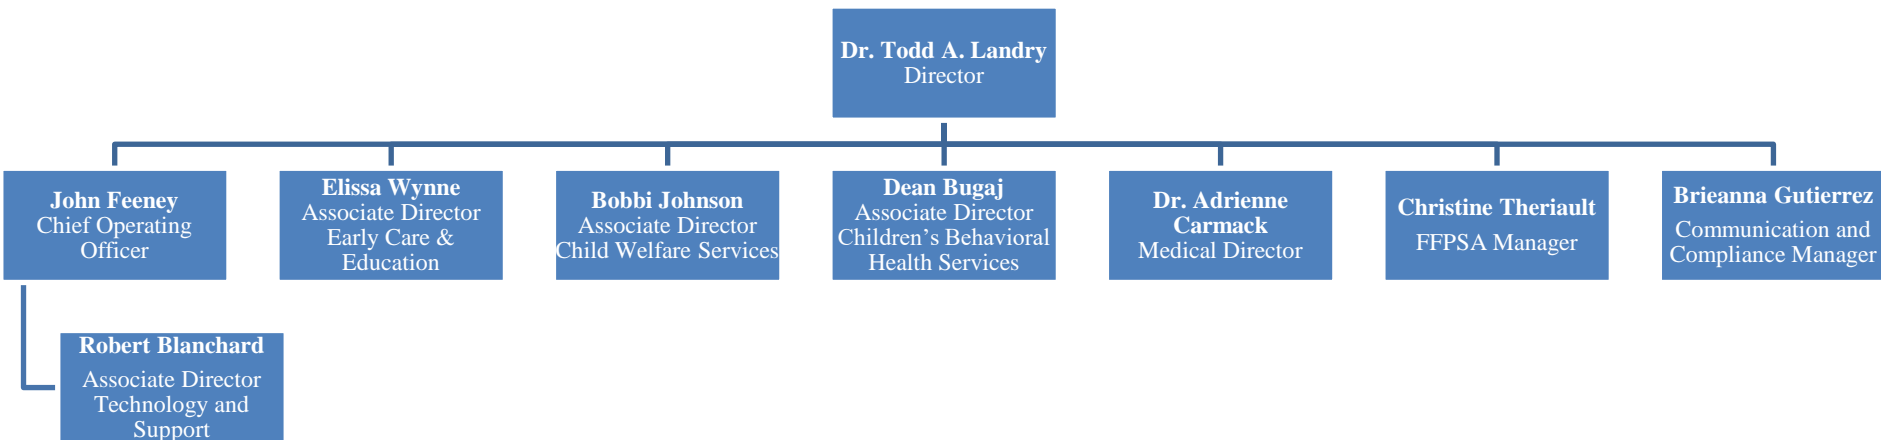 Dr. Todd A. Landry
Director
John Feeney
Chief Operating
Officer
Elissa Wynne
Associate Director
Early Care &
Education
Bobbi Johnson
Associate Director
Child Welfare Services
Dean Bugaj
Associate Director
Children’s Behavioral
Health Services
Dr. Adrienne
Carmack
Medical Director
Christine Theriault
FFPSA Manager
Brieanna Gutierrez
Communication and
Compliance Manager
Robert Blanchard
Associate Director
Technology and
Support